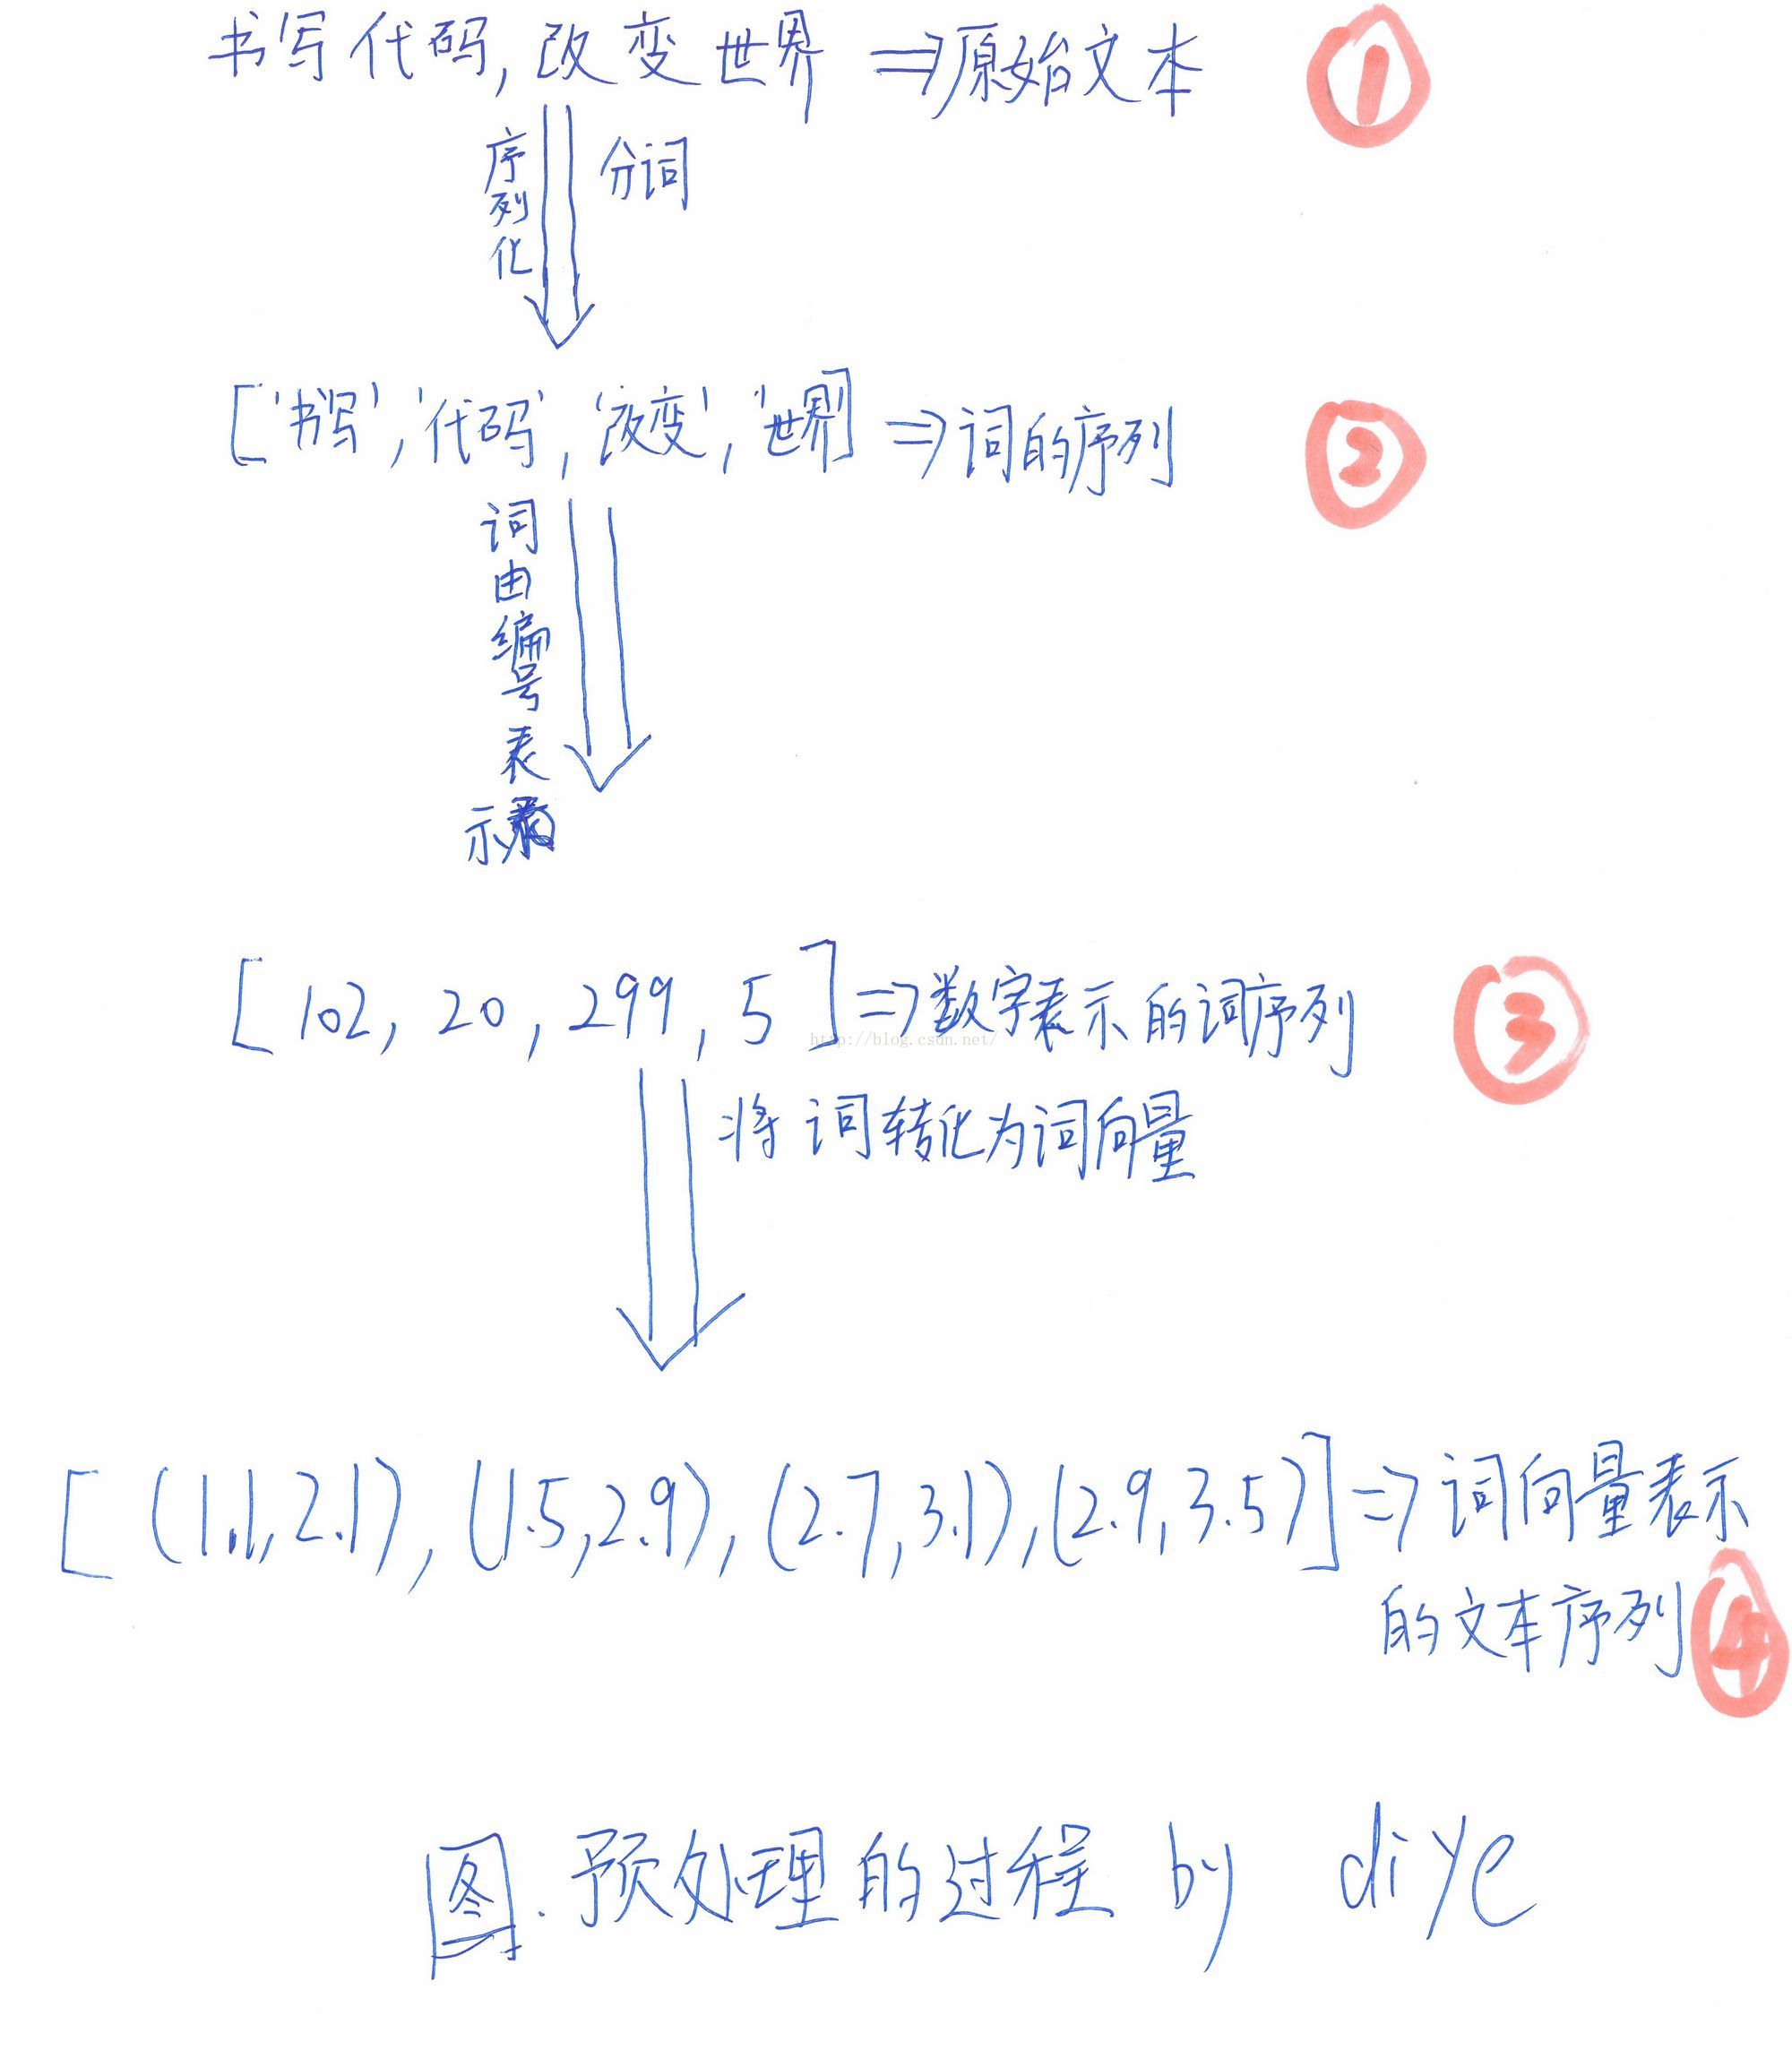 书写代码,改变世界 ⇒原始文本
①
序列化
分词
['书写','代码','改变','世界'] ⇒词的序列
②
词由编号表示
[102, 20, 299, 5] ⇒数字表示的词序列
③
http://blog.csdn.net/
将词转化为词向量
[(1.1,2.1),(1.5,2.9),(2.7,3.1),(2.9,3.5)] ⇒词向量表示
的文本序列
④
图.预处理的过程 by diye